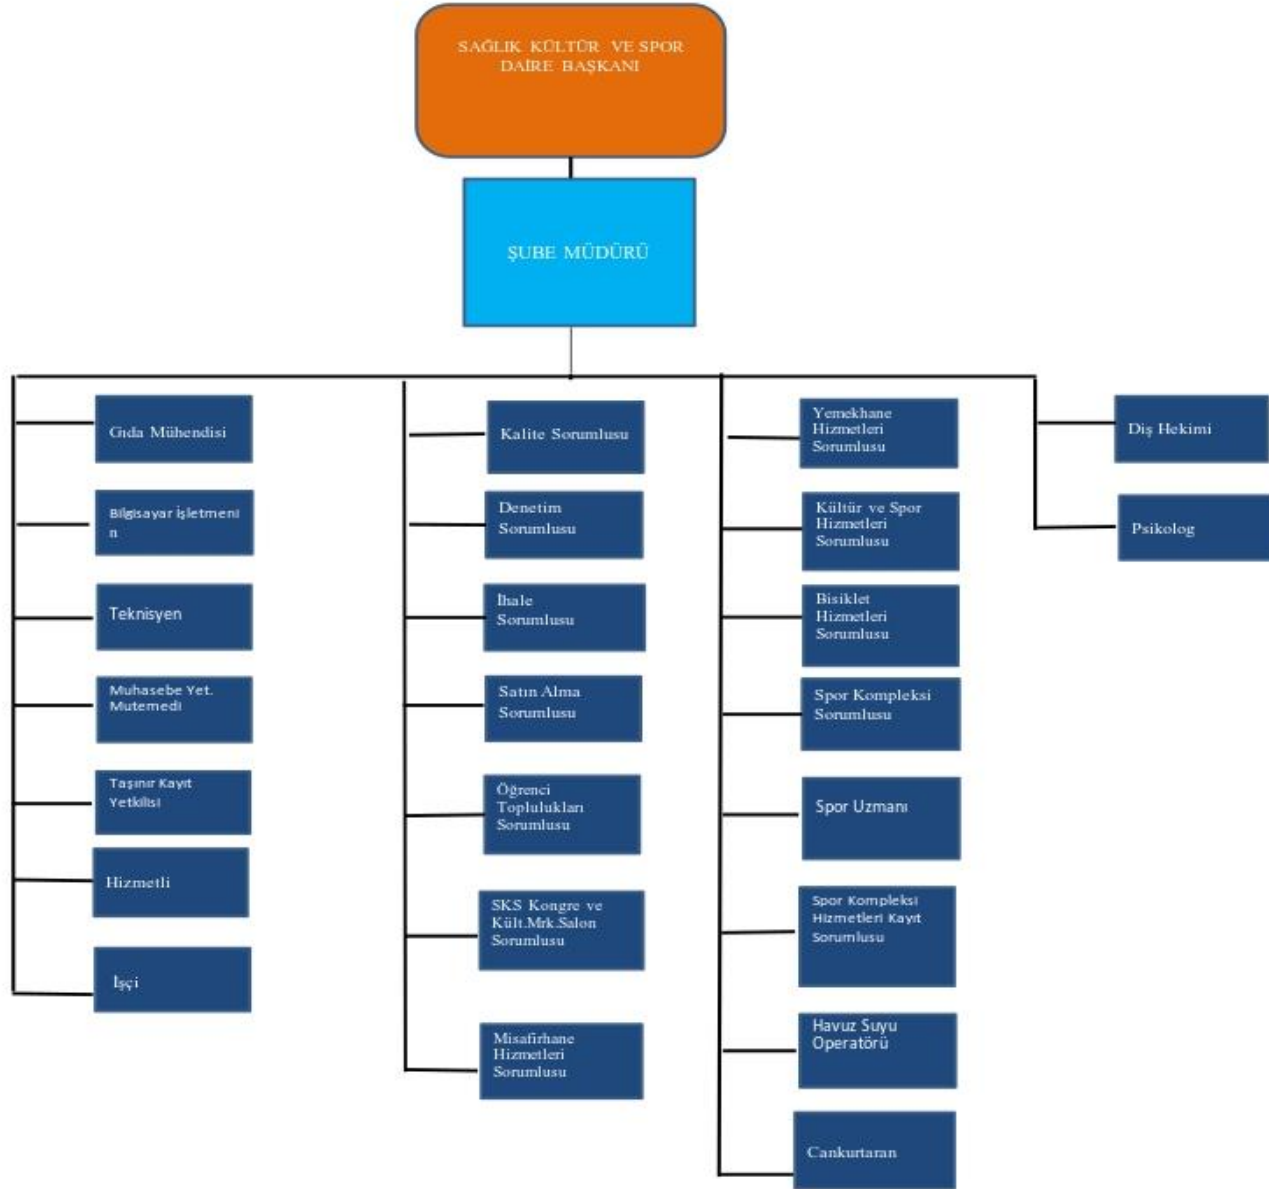 SAĞLIK KÜLTÜR VE SPOR
DAİRE BAŞKANI
ŞUBE MÜDÜRÜ
Gıda Mühendisi
Bilgisayar İşletmeni
n
Teknisyen
Muhasebe Yet.
Mutemedi
Taşınır Kayıt
Yetkilisi
Hizmetli
İşçi
Kalite Sorumlusu
Denetim
Sorumlusu
İhale
Sorumlusu
Satın Alma
Sorumlusu
Öğrenci
Toplulukları
Sorumlusu
SKS Kongre ve
Kült.Mrk.Salon
Sorumlusu
Misafirhane
Hizmetleri
Sorumlusu
Yemekhane
Hizmetleri
Sorumlusu
Kültür ve Spor
Hizmetleri
Sorumlusu
Bisiklet
Hizmetleri
Sorumlusu
Spor Kompleksi
Sorumlusu
Spor Uzmanı
Spor Kompleksi
Hizmetleri Kayıt
Sorumlusu
Havuz Suyu
Operatörü
Cankurtaran
Diş Hekimi
Psikolog